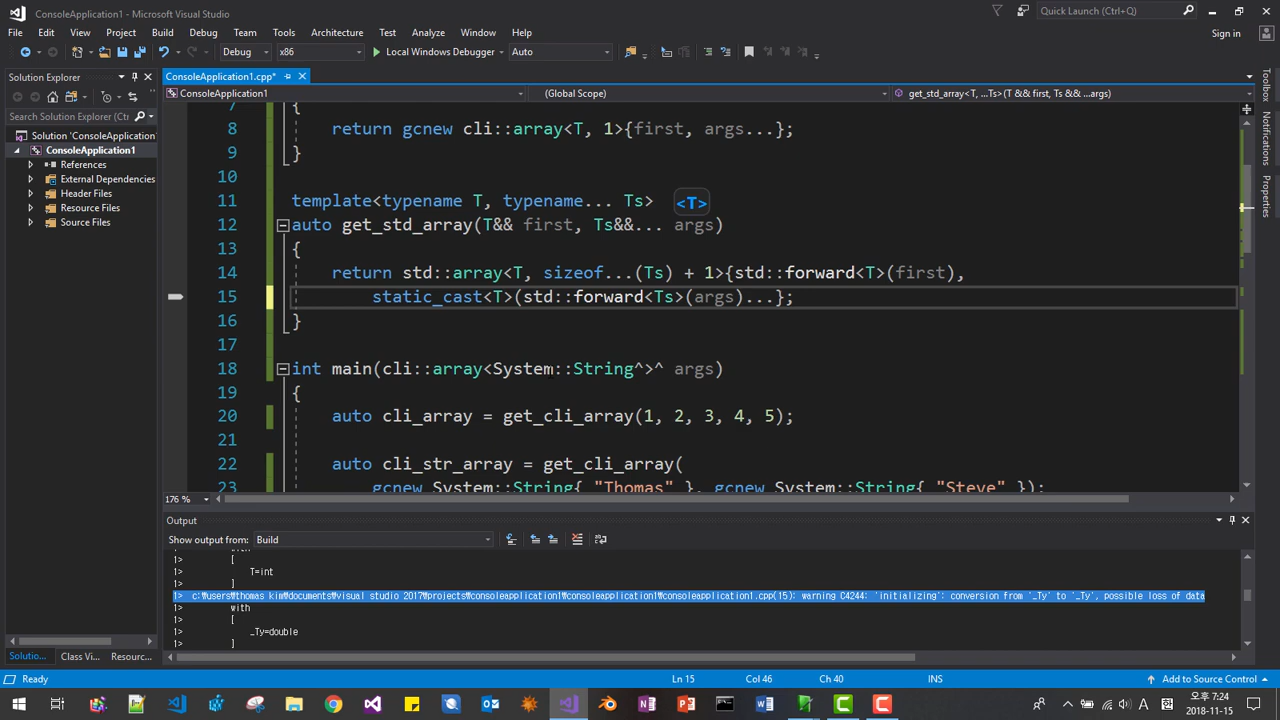 ConsoleApplication1 - Microsoft Visual Studio
Quick Launch (Ctrl+Q)
File Edit View Project Build Debug Team Tools Architecture Test Analyze Window Help
Sign in
Debug x86 Local Windows Debugger Auto
Solution Explorer
ConsoleApplication1.cpp*
ConsoleApplication1
(Global Scope)
get_std_array<T, ...Ts>(T && first, Ts && ...args)
Search Solution Explorer (Ctrl
Solution 'ConsoleApplication1'
ConsoleApplication1
References
External Dependencies
Header Files
Resource Files
Source Files
7 {
8 return gcnew cli::array<T, 1>{first, args...};
9 }
10
11 template<typename T, typename... Ts> <T>
12 auto get_std_array(T&& first, Ts&&... args)
13 {
14 return std::array<T, sizeof...(Ts) + 1>{std::forward<T>(first),
15 static_cast<T>(std::forward<Ts>(args)...};
16 }
17
18 int main(cli::array<System::String^>^ args)
19 {
20 auto cli_array = get_cli_array(1, 2, 3, 4, 5);
21
22 auto cli_str_array = get_cli_array(
23 gcnew System::String{ "Thomas" }, gcnew System::String{ "Steve" });
176 %
Toolbox
Notifications
Properties
Output
Show output from: Build
1> with
1> [
1> T=int
1> ]
1> c:₩users₩thomas kim₩documents₩visual studio 2017₩projects₩consoleapplication1₩consoleapplication1₩consoleapplication1.cpp(15): warning C4244: 'initializing': conversion from '_Ty' to '_Ty', possible loss of data
1> with
1> [
1> _Ty=double
1> ]
Solutio... Class Vi... Resourc...
Ready
Ln 15 Col 46 Ch 40 INS
Add to Source Control
오후 7:24
2018-11-15